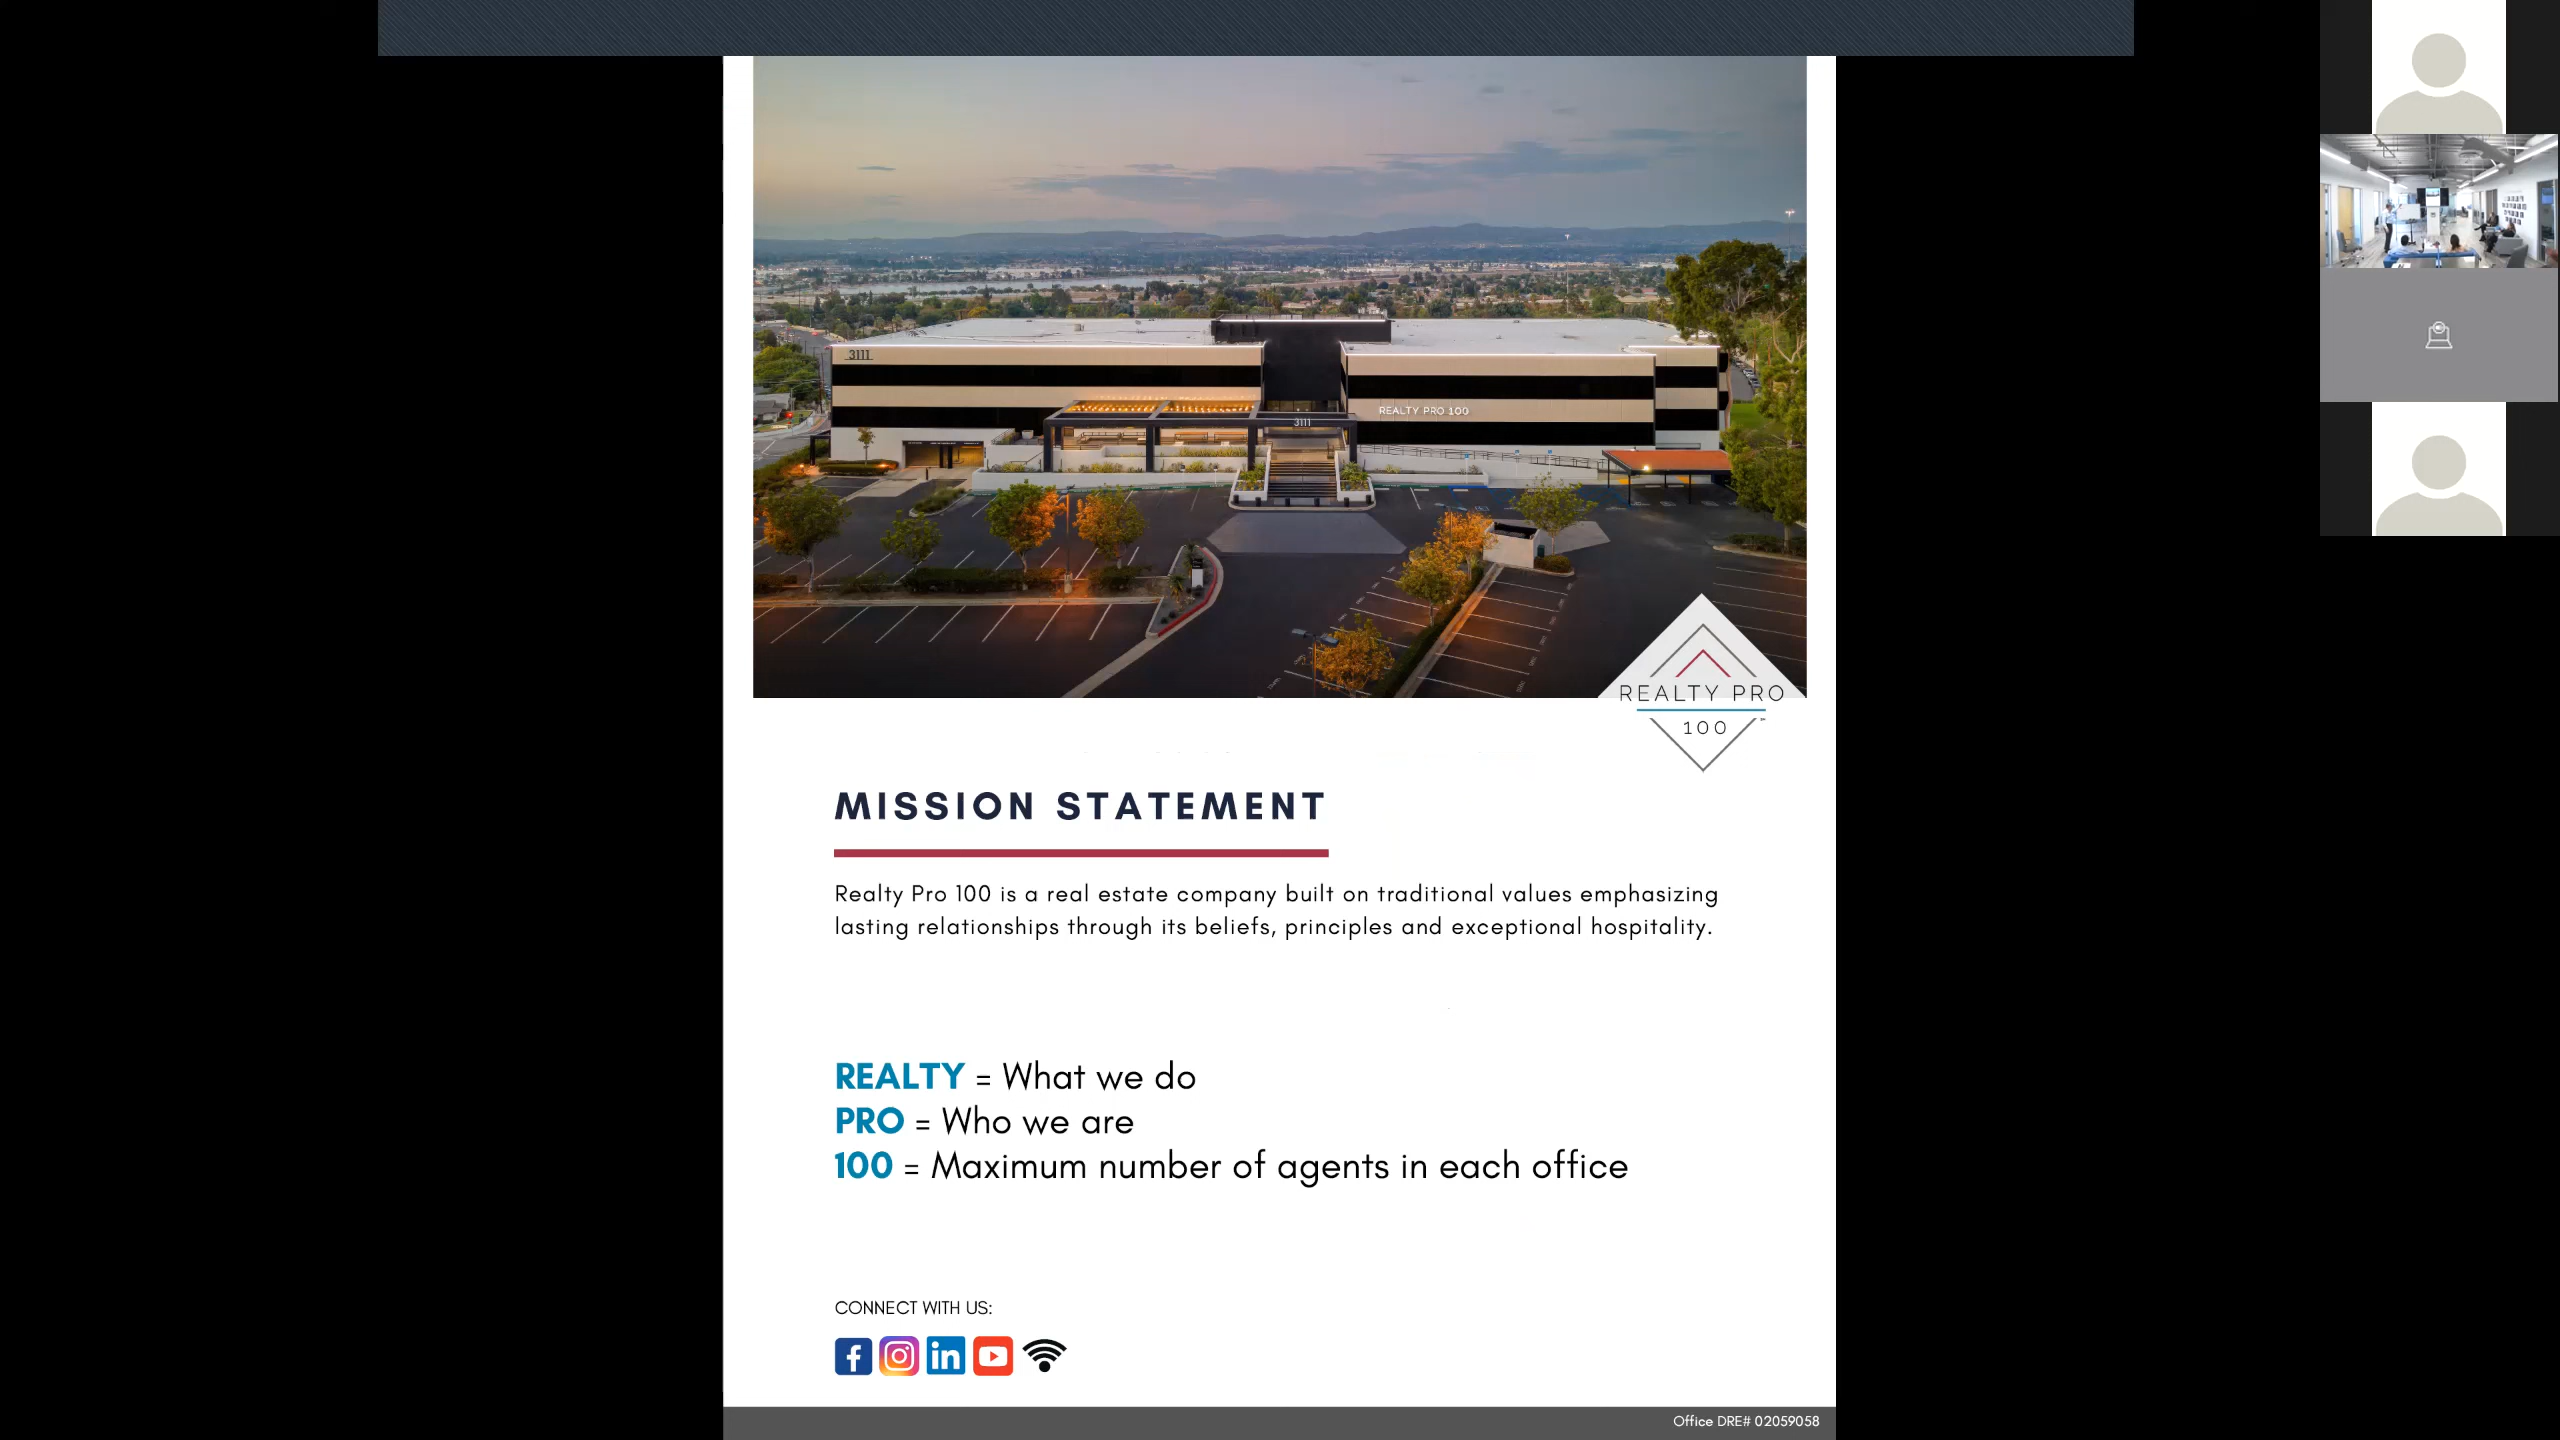 3111
REALTY PRO 100
3111
REALTY PRO
100
MISSION STATEMENT
Realty Pro 100 is a real estate company built on traditional values emphasizing
lasting relationships through its beliefs, principles and exceptional hospitality.
REALTY = What we do
PRO = Who we are
100 = Maximum number of agents in each office
CONNECT WITH US:
Office DRE# 02059058